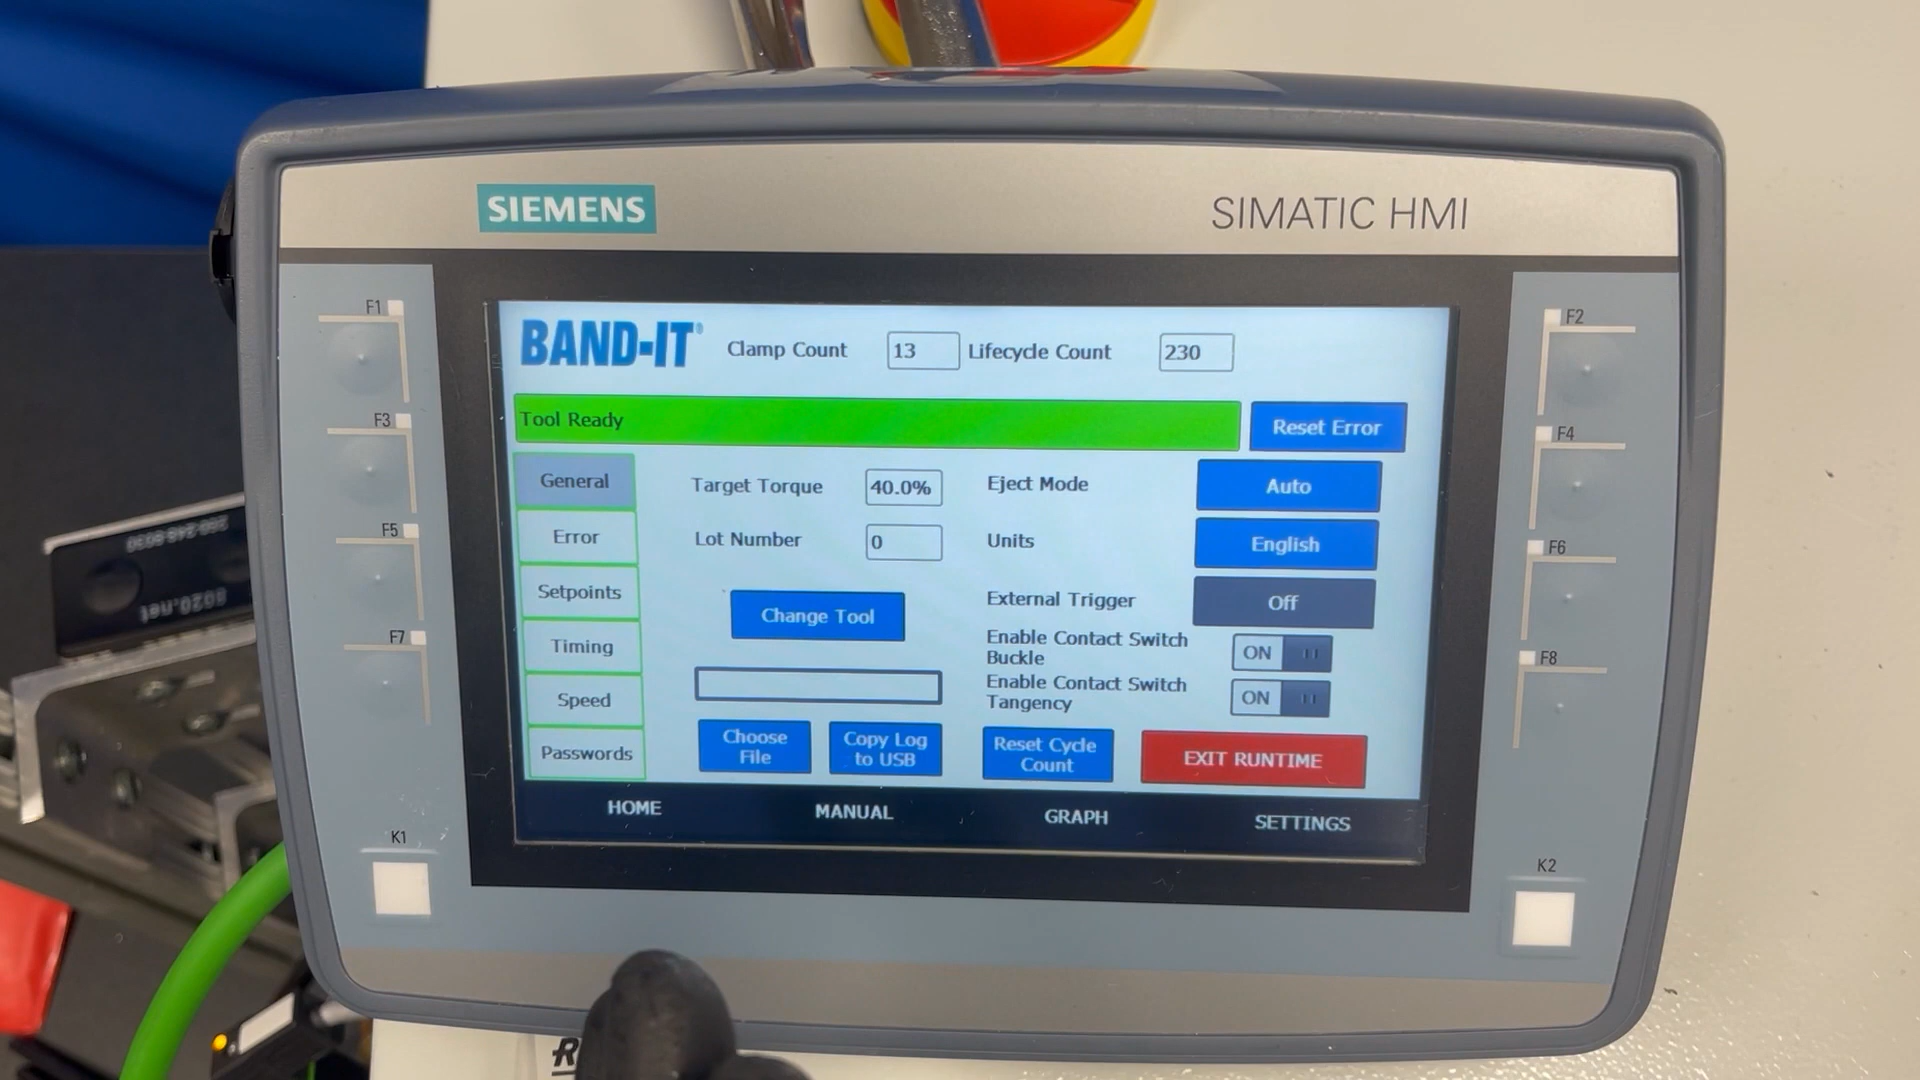 SIEMENS
SIMATIC HMI
F1
F2
F3
F4
F5
F6
F7
F8
K1
K2
BAND-IT®
Clamp Count 13 Lifecycle Count 230
Tool Ready
Reset Error
General
Error
Setpoints
Timing
Speed
Passwords
Target Torque 40.0%
Lot Number 0
Change Tool
Choose
File
Copy Log
to USB
Eject Mode Auto
Units English
External Trigger Off
Enable Contact Switch
Buckle
ON
Enable Contact Switch
Tangency
ON
Reset Cycle
Count
EXIT RUNTIME
HOME MANUAL GRAPH SETTINGS
8020.net